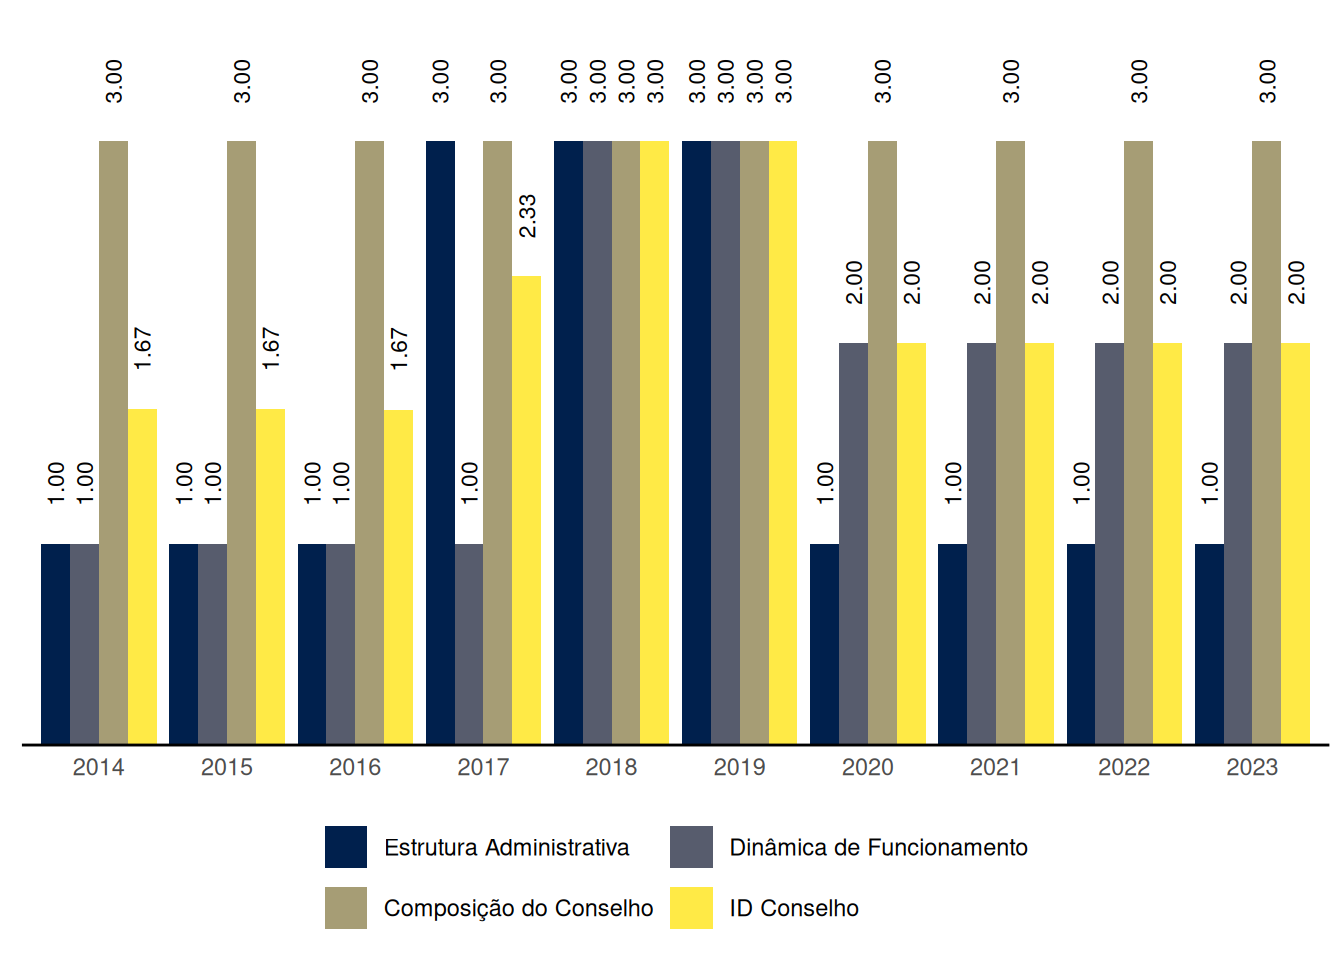 3.00 3.00 3.00 3.00 3.00 3.00 3.00 3.00 3.00 3.00 3.00 3.00 3.00 3.00 3.00 3.00 3.00
2.33
2.00 2.00 2.00 2.00 2.00 2.00 2.00 2.00
1.67 1.67 1.67
1.00 1.00 1.00 1.00 1.00 1.00 1.00 1.00 1.00 1.00 1.00
2014 2015 2016 2017 2018 2019 2020 2021 2022 2023
Estrutura Administrativa Dinâmica de Funcionamento
Composição do Conselho ID Conselho